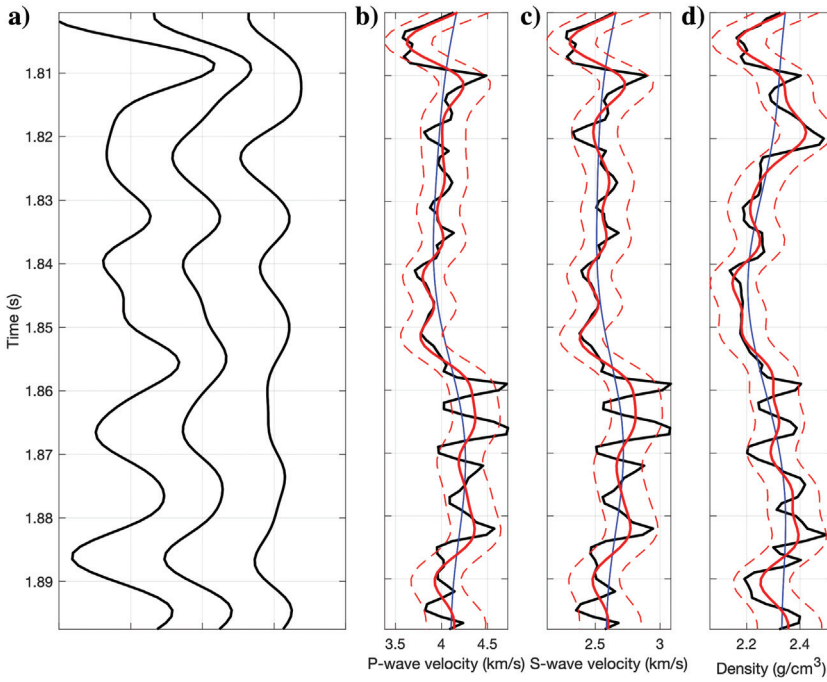 a)
b)
c)
d)
1.81
1.82
1.83
1.84
1.85
1.86
1.87
1.88
1.89
Time (s)
3.5 4 4.5
P-wave velocity (km/s)
2.5 3
S-wave velocity (km/s)
2.2 2.4
Density (g/cm³)